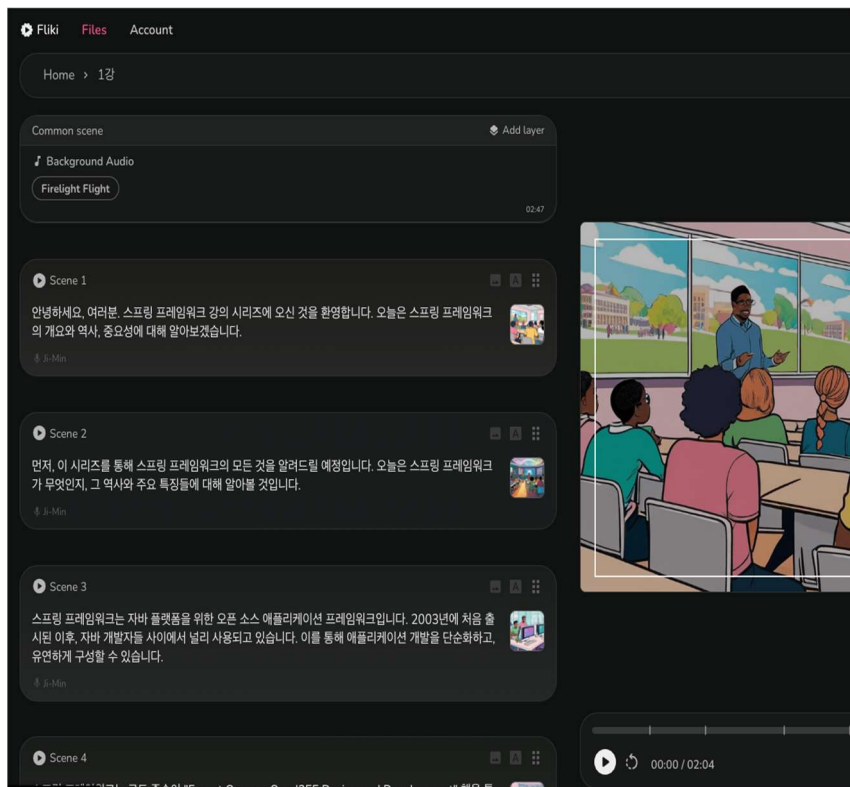 Fliki Files Account
Home > 1강
Common scene Add layer
Background Audio
Firelight Flight
02:47
Scene 1
안녕하세요, 여러분. 스프링 프레임워크 강의 시리즈에 오신 것을 환영합니다. 오늘은 스프링 프레임워크
의 개요와 역사, 중요성에 대해 알아보겠습니다.
Ji-Min
Scene 2
먼저, 이 시리즈를 통해 스프링 프레임워크의 모든 것을 알려드릴 예정입니다. 오늘은 스프링 프레임워크
가 무엇인지, 그 역사와 주요 특징들에 대해 알아볼 것입니다.
Ji-Min
Scene 3
스프링 프레임워크는 자바 플랫폼을 위한 오픈 소스 애플리케이션 프레임워크입니다. 2003년에 처음 출
시된 이후, 자바 개발자들 사이에서 널리 사용되고 있습니다. 이를 통해 애플리케이션 개발을 단순화하고,
유연하게 구성할 수 있습니다.
Ji-Min
Scene 4
00:00 / 02:04